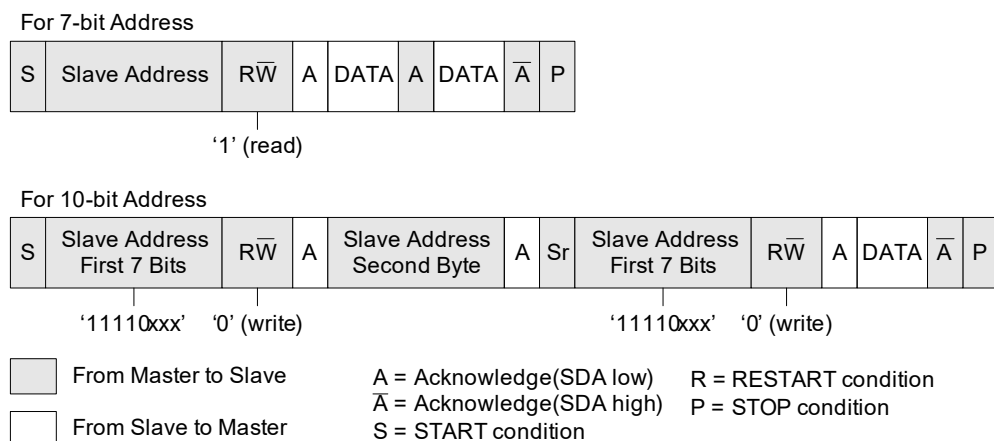 For 7-bit Address
S Slave Address RW̅ A DATA A DATA A̅ P
‘1’ (read)
For 10-bit Address
S Slave Address First 7 Bits RW̅ A Slave Address Second Byte A Sr Slave Address First 7 Bits RW̅ A DATA A̅ P
‘11110xxx’ ‘0’ (write) ‘11110xxx’ ‘0’ (write)
From Master to Slave
From Slave to Master
A = Acknowledge(SDA low)
A̅ = Acknowledge(SDA high)
S = START condition
R = RESTART condition
P = STOP condition